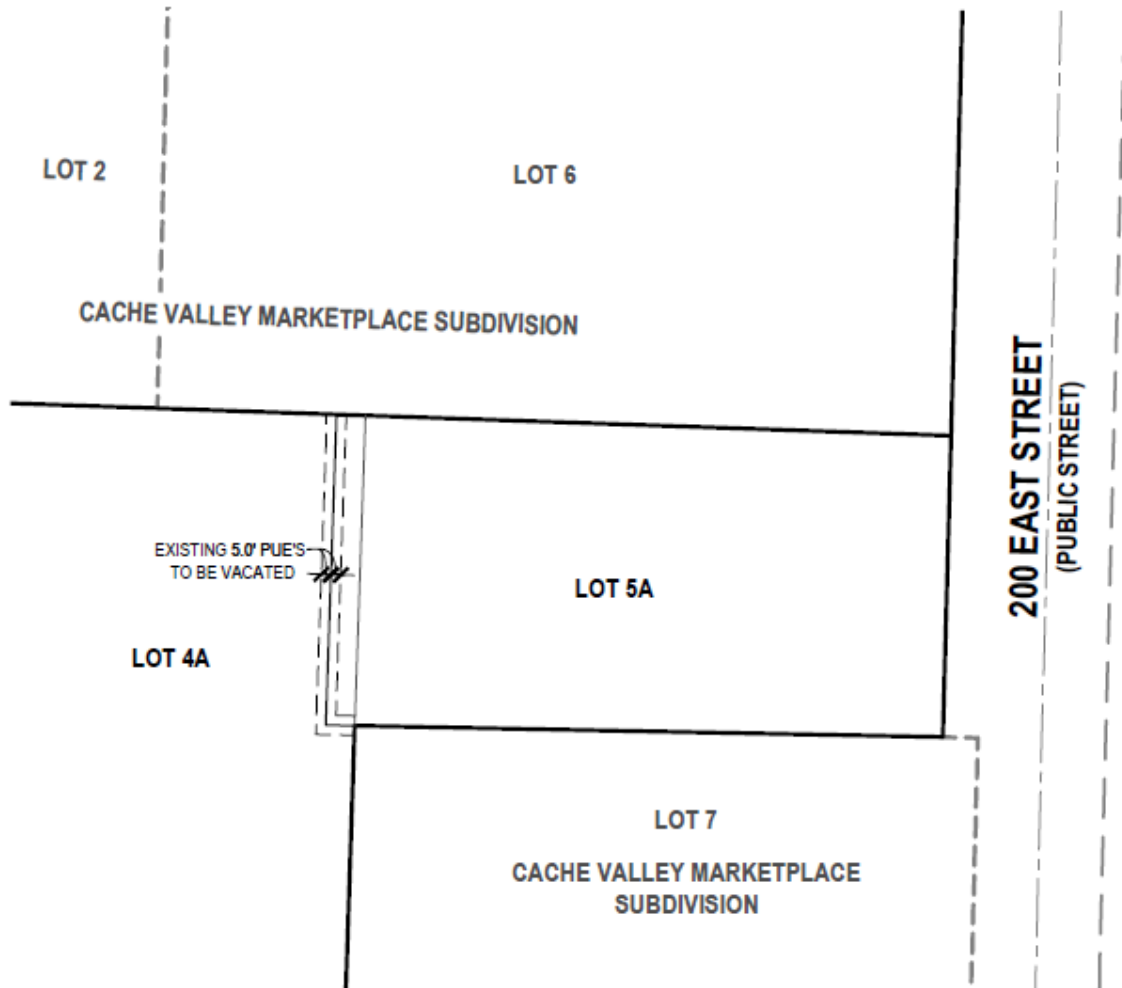 LOT 2
LOT 6
CACHE VALLEY MARKETPLACE SUBDIVISION
200 EAST STREET
(PUBLIC STREET)
EXISTING 5.0' PUE'S
TO BE VACATED
LOT 5A
LOT 4A
LOT 7
CACHE VALLEY MARKETPLACE
SUBDIVISION